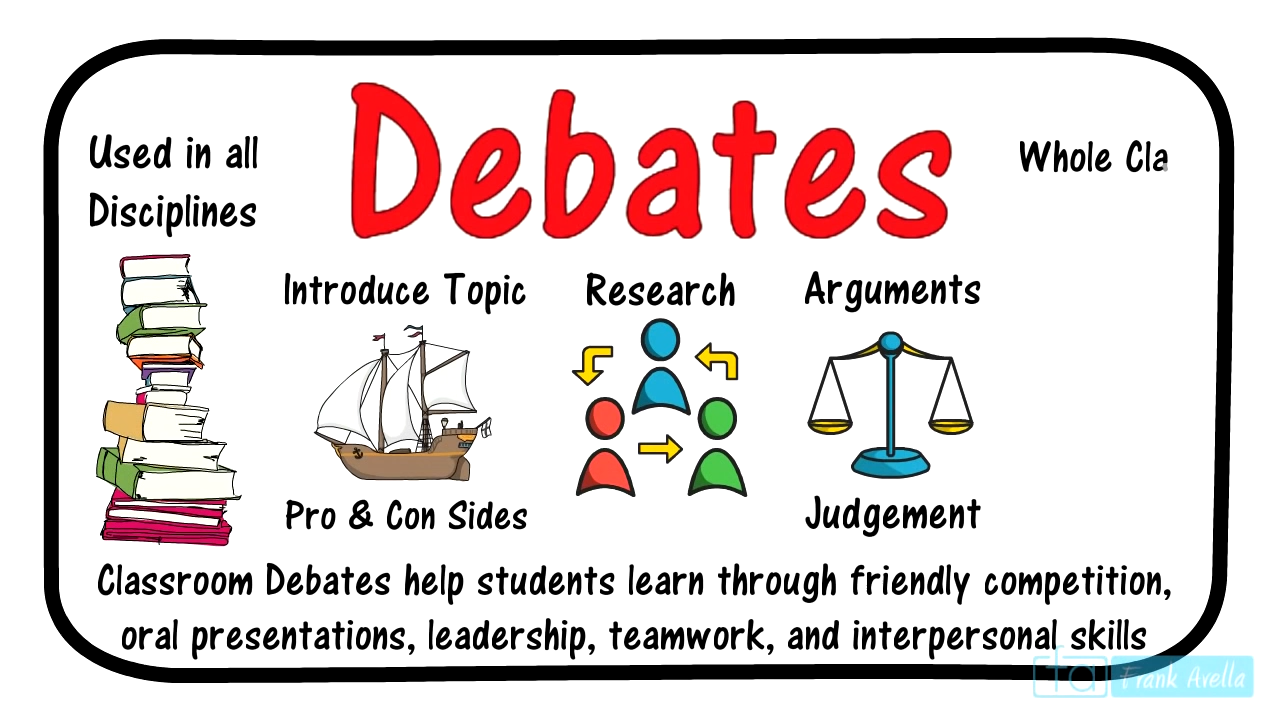 Debates
Used in all
Disciplines
Whole Cla
Introduce Topic
Research
Arguments
Pro & Con Sides
Judgement
Classroom Debates help students learn through friendly competition,
oral presentations, leadership, teamwork, and interpersonal skills
fa Frank Avella